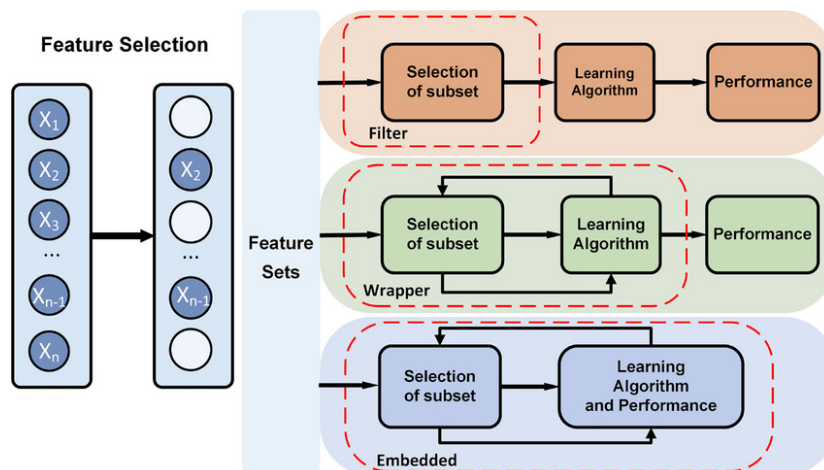 Feature Selection
X1
X2
X3
...
Xn-1
Xn
X2
...
Xn-1
Feature
Sets
Selection
of subset
Learning
Algorithm
Performance
Filter
Selection
of subset
Learning
Algorithm
Performance
Wrapper
Selection
of subset
Learning
Algorithm
and Performance
Embedded